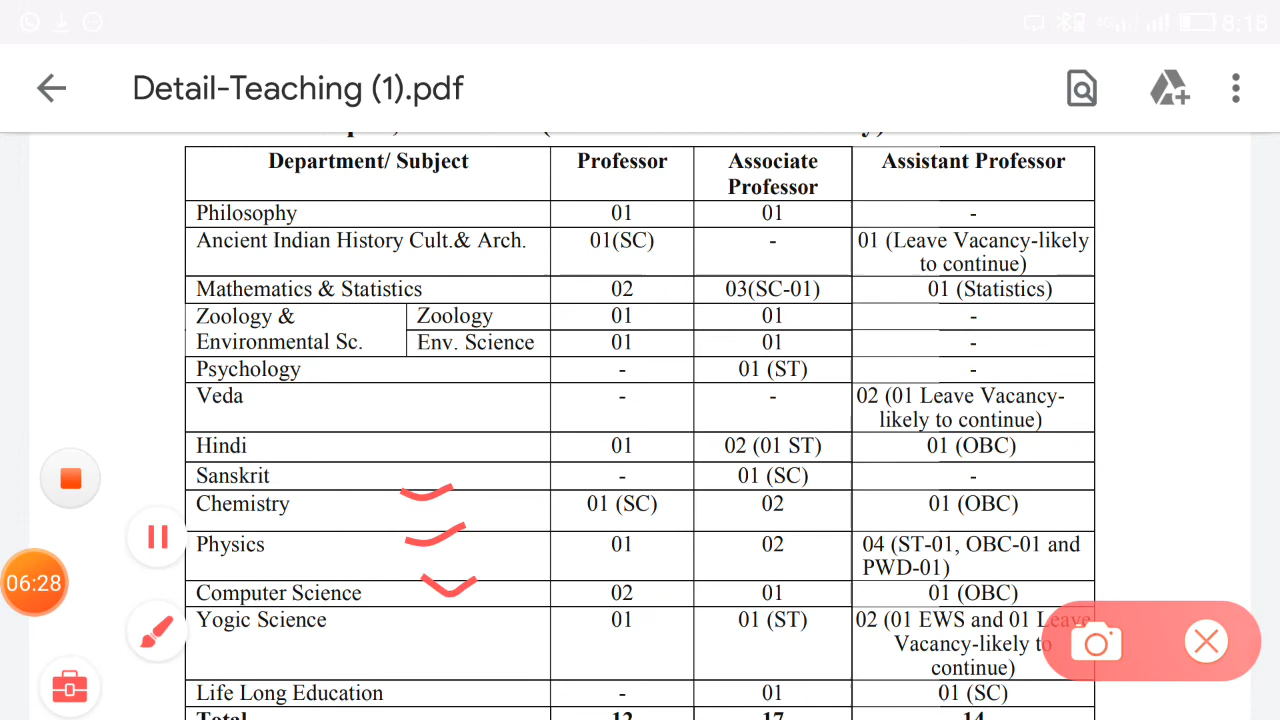 8:18
Detail-Teaching (1).pdf
Department/ Subject Professor Associate Professor Assistant Professor
Philosophy 01 01 -
Ancient Indian History Cult.& Arch. 01(SC) - 01 (Leave Vacancy-likely to continue)
Mathematics & Statistics 02 03(SC-01) 01 (Statistics)
Zoology & Environmental Sc. Zoology 01 01 -
Env. Science 01 01 -
Psychology - 01 (ST) -
Veda - - 02 (01 Leave Vacancy-likely to continue)
Hindi 01 02 (01 ST) 01 (OBC)
Sanskrit - 01 (SC) -
Chemistry 01 (SC) 02 01 (OBC)
Physics 01 02 04 (ST-01, OBC-01 and PWD-01)
Computer Science 02 01 01 (OBC)
Yogic Science 01 01 (ST) 02 (01 EWS and 01 Leave Vacancy-likely to continue)
Life Long Education - 01 01 (SC)
Total 12 17 14
06:28